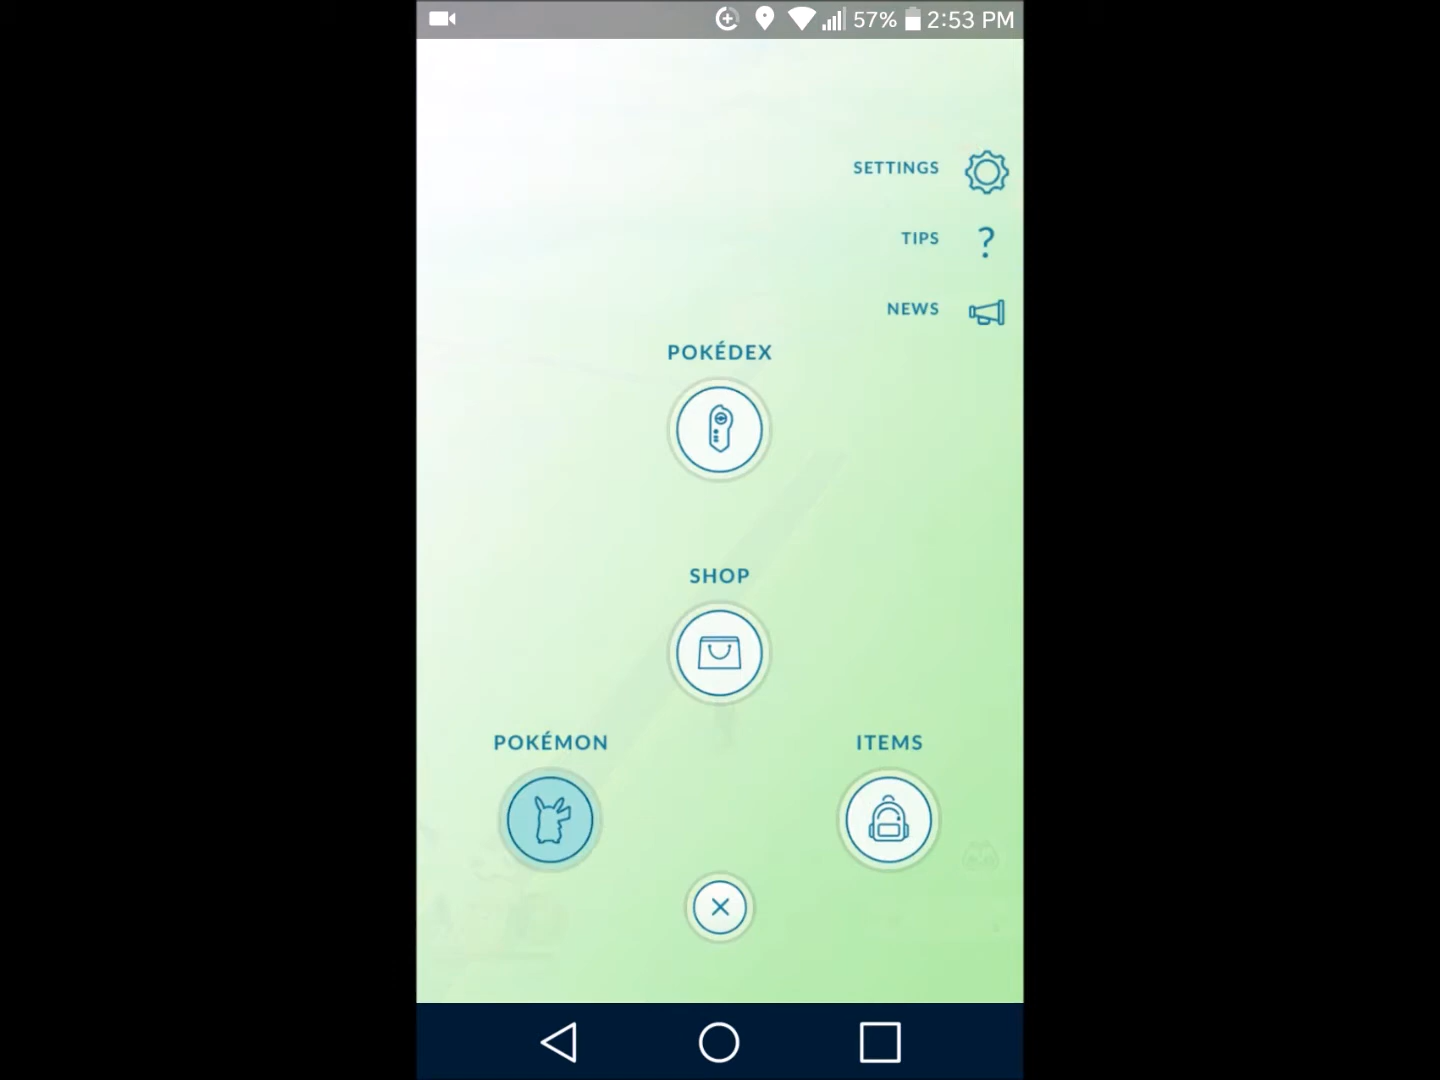 57% 2:53 PM
SETTINGS
TIPS
?
NEWS
POKÉDEX
SHOP
POKÉMON
ITEMS